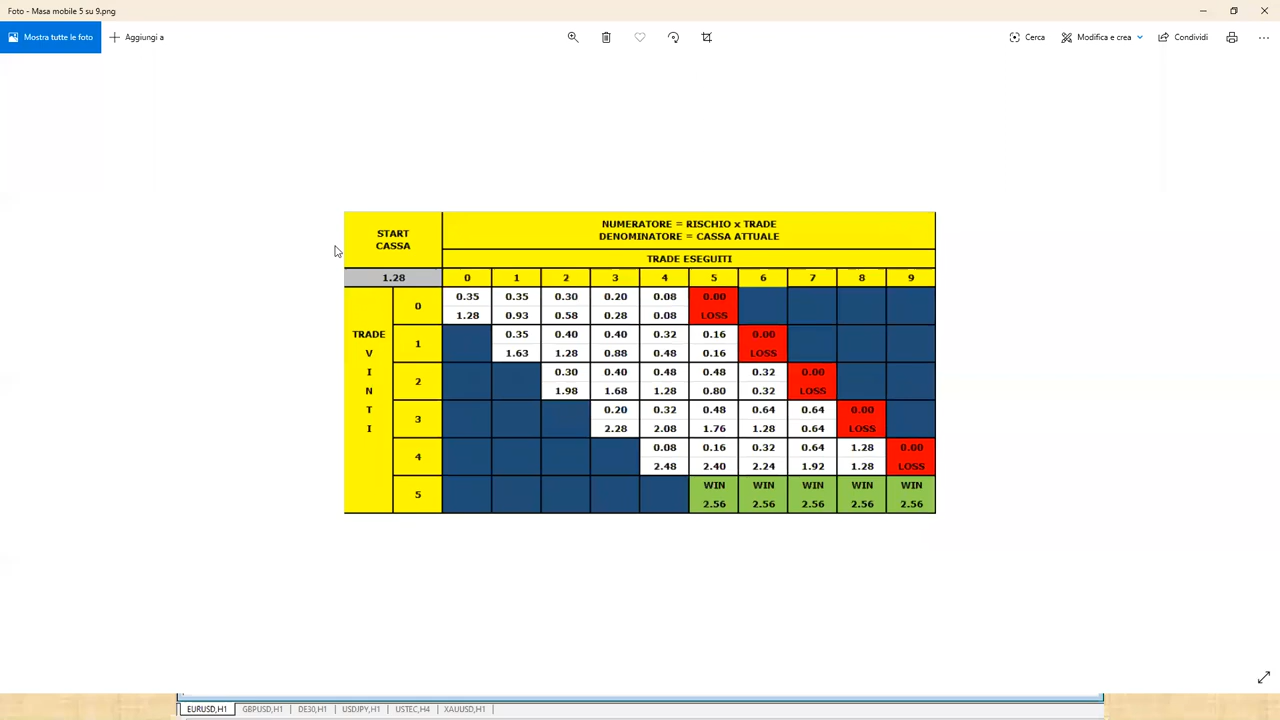 Foto - Masa mobile 5 su 9.png
Mostra tutte le foto
Aggiungi a
Cerca
Modifica e crea
Condividi
START
CASSA
NUMERATORE = RISCHIO x TRADE
DENOMINATORE = CASSA ATTUALE
TRADE ESEGUITI
1.28 0 1 2 3 4 5 6 7 8 9
TRADE
V
I
N
T
I
0 0.35 0.35 0.30 0.20 0.08 0.00
1.28 0.93 0.58 0.28 0.08 LOSS
1 0.35 0.40 0.40 0.32 0.16 0.00
1.63 1.28 0.88 0.48 0.16 LOSS
2 0.30 0.40 0.48 0.48 0.32 0.00
1.98 1.68 1.28 0.80 0.32 LOSS
3 0.20 0.32 0.48 0.64 0.64 0.00
2.28 2.08 1.76 1.28 0.64 LOSS
4 0.08 0.16 0.32 0.64 1.28 0.00
2.48 2.40 2.24 1.92 1.28 LOSS
5 WIN WIN WIN WIN WIN
2.56 2.56 2.56 2.56 2.56
EURUSD,H1 GBPUSD,H1 DE30,H1 USDJPY,H1 USTEC,H4 XAUUSD,H1